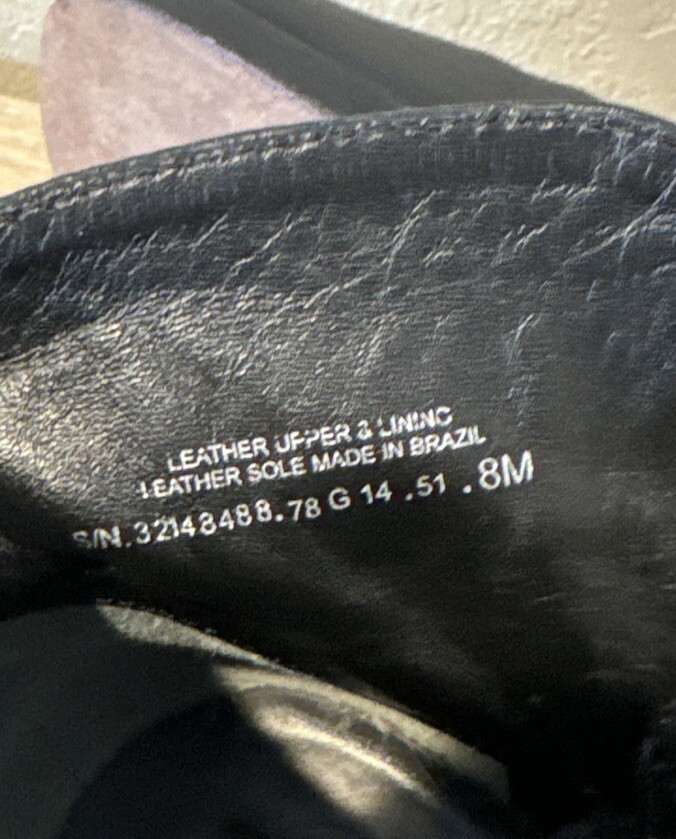 LEATHER UPPER & LINING
LEATHER SOLE MADE IN BRAZIL
S/N.32148488.78 G 14 .51 .8M